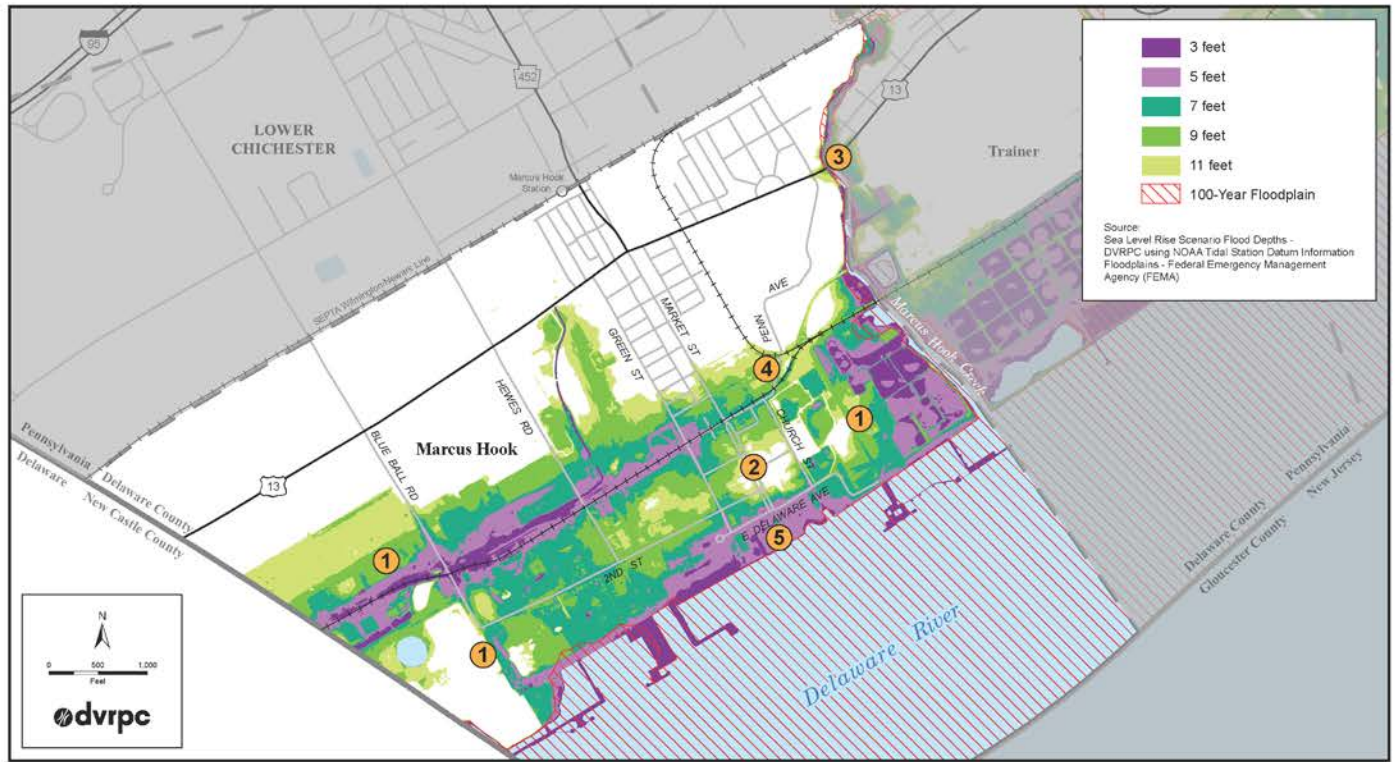 95
452
13
LOWER
CHICHESTER
Marcus Hook
Station
Trainer
3
SEPTA Wilmington/Newark Line
3 feet
5 feet
7 feet
9 feet
11 feet
100-Year Floodplain
Source:
Sea Level Rise Scenario Flood Depths -
DVRPC using NOAA Tidal Station Datum Information
Floodplains - Federal Emergency Management
Agency (FEMA)
PENN AVE
MARKET ST
GREEN ST
HEWES RD
BLUE BALL RD
CHURCH ST
Marcus Hook Creek
4
1
2
Marcus Hook
13
E. DELAWARE AVE
5
2ND ST
1
1
Pennsylvania
Delaware
Delaware County
New Castle County
Pennsylvania
New Jersey
Delaware County
Gloucester County
Delaware River
N
0 500 1,000
Feet
dvrpc